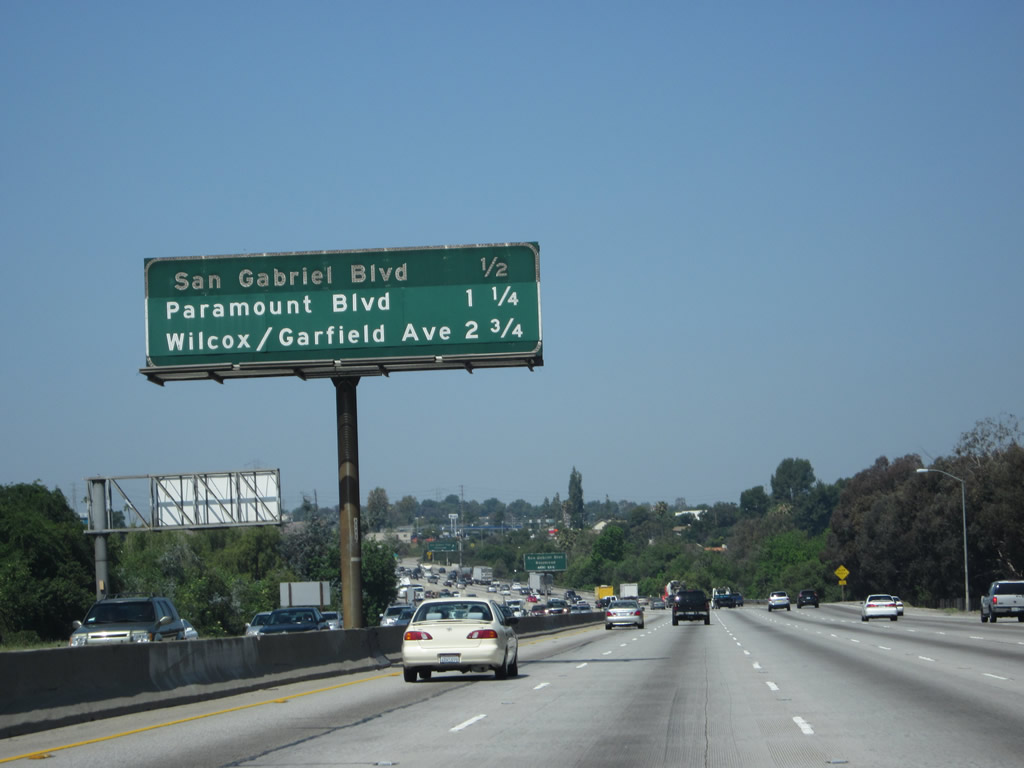 San Gabriel Blvd ½
Paramount Blvd 1 ¼
Wilcox/Garfield Ave 2 ¾